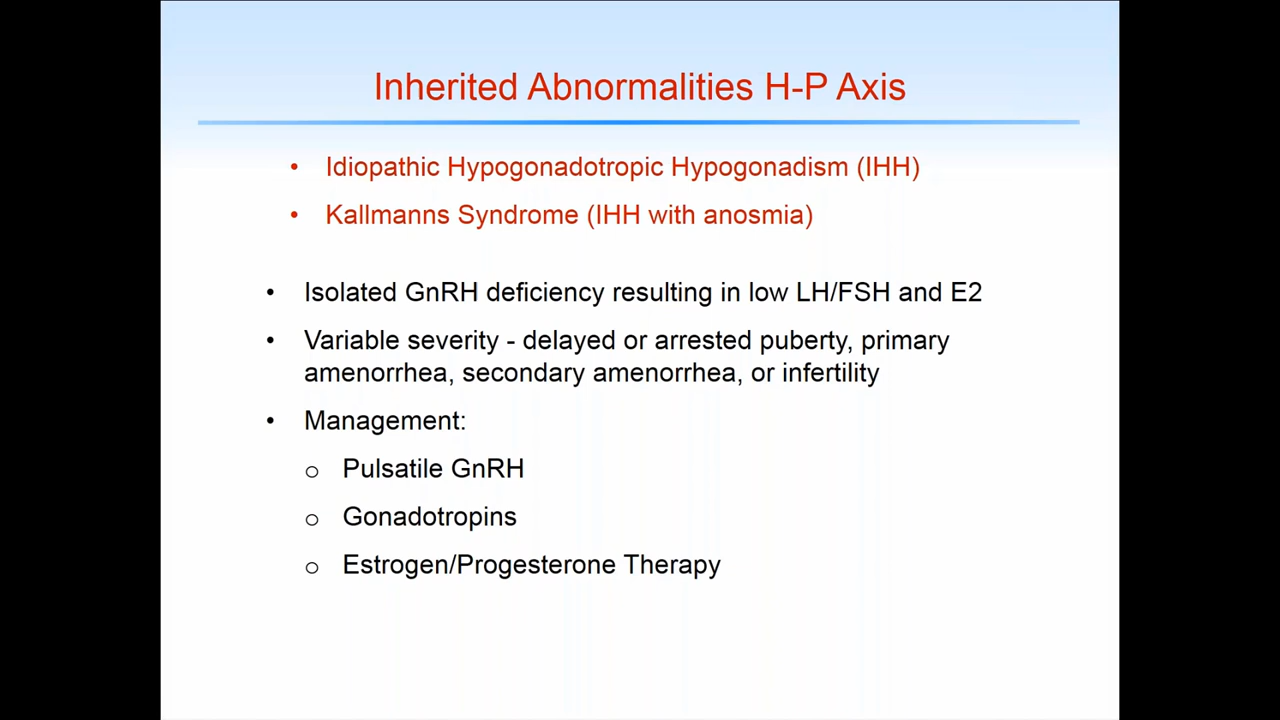 Inherited Abnormalities H-P Axis
• Idiopathic Hypogonadotropic Hypogonadism (IHH)
• Kallmanns Syndrome (IHH with anosmia)
• Isolated GnRH deficiency resulting in low LH/FSH and E2
• Variable severity - delayed or arrested puberty, primary
amenorrhea, secondary amenorrhea, or infertility
• Management:
o Pulsatile GnRH
o Gonadotropins
o Estrogen/Progesterone Therapy